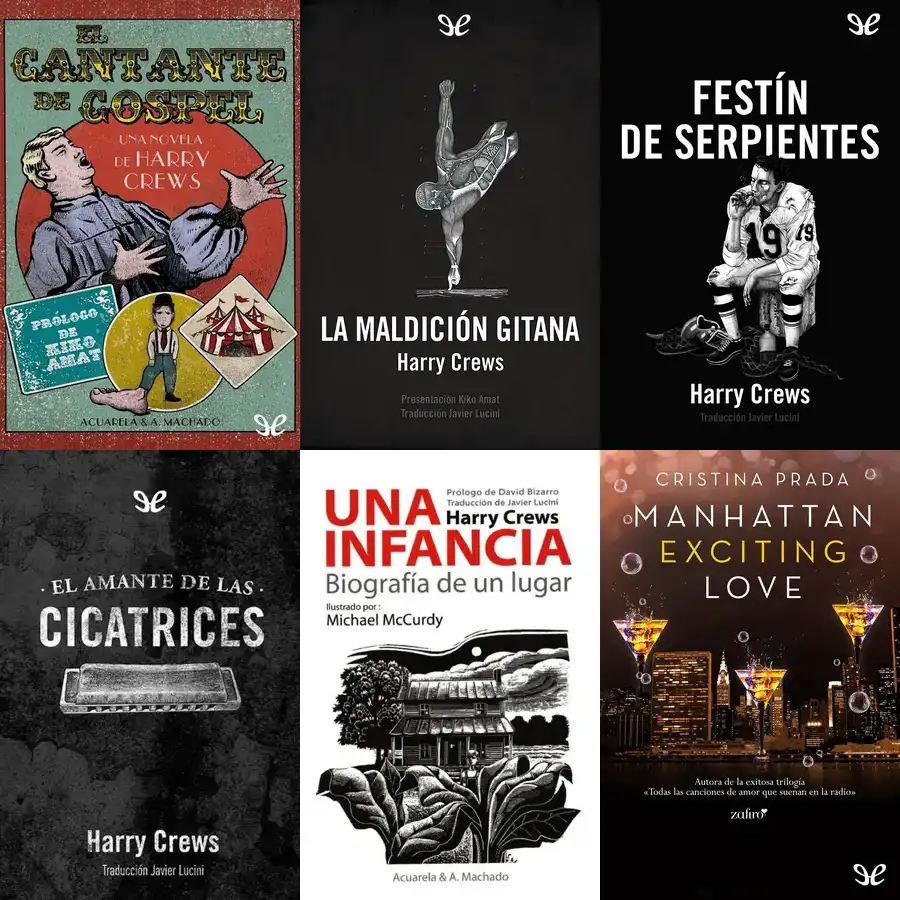 EL
CANTANTE
DE GOSPEL
UNA NOVELA
DE HARRY
CREWS
PRÓLOGO
DE
KIKO
AMAT
ACUARELA & A. MACHADO
LA MALDICIÓN GITANA
Harry Crews
Presentación Kiko Amat
Traducción Javier Lucini
FESTÍN
DE SERPIENTES
19
19
Harry Crews
Traducción Javier Lucini
· EL AMANTE DE LAS ·
CICATRICES
Harry Crews
Traducción Javier Lucini
Prólogo de David Bizarro
Traducción de Javier Lucini
UNA Harry Crews
INFANCIA
Biografía de un lugar
Ilustrado por :
Michael McCurdy
Acuarela & A. Machado
CRISTINA PRADA
MANHATTAN
EXCITING
LOVE
Autora de la exitosa trilogía
«Todas las canciones de amor que suenan en la radio»
zafiro